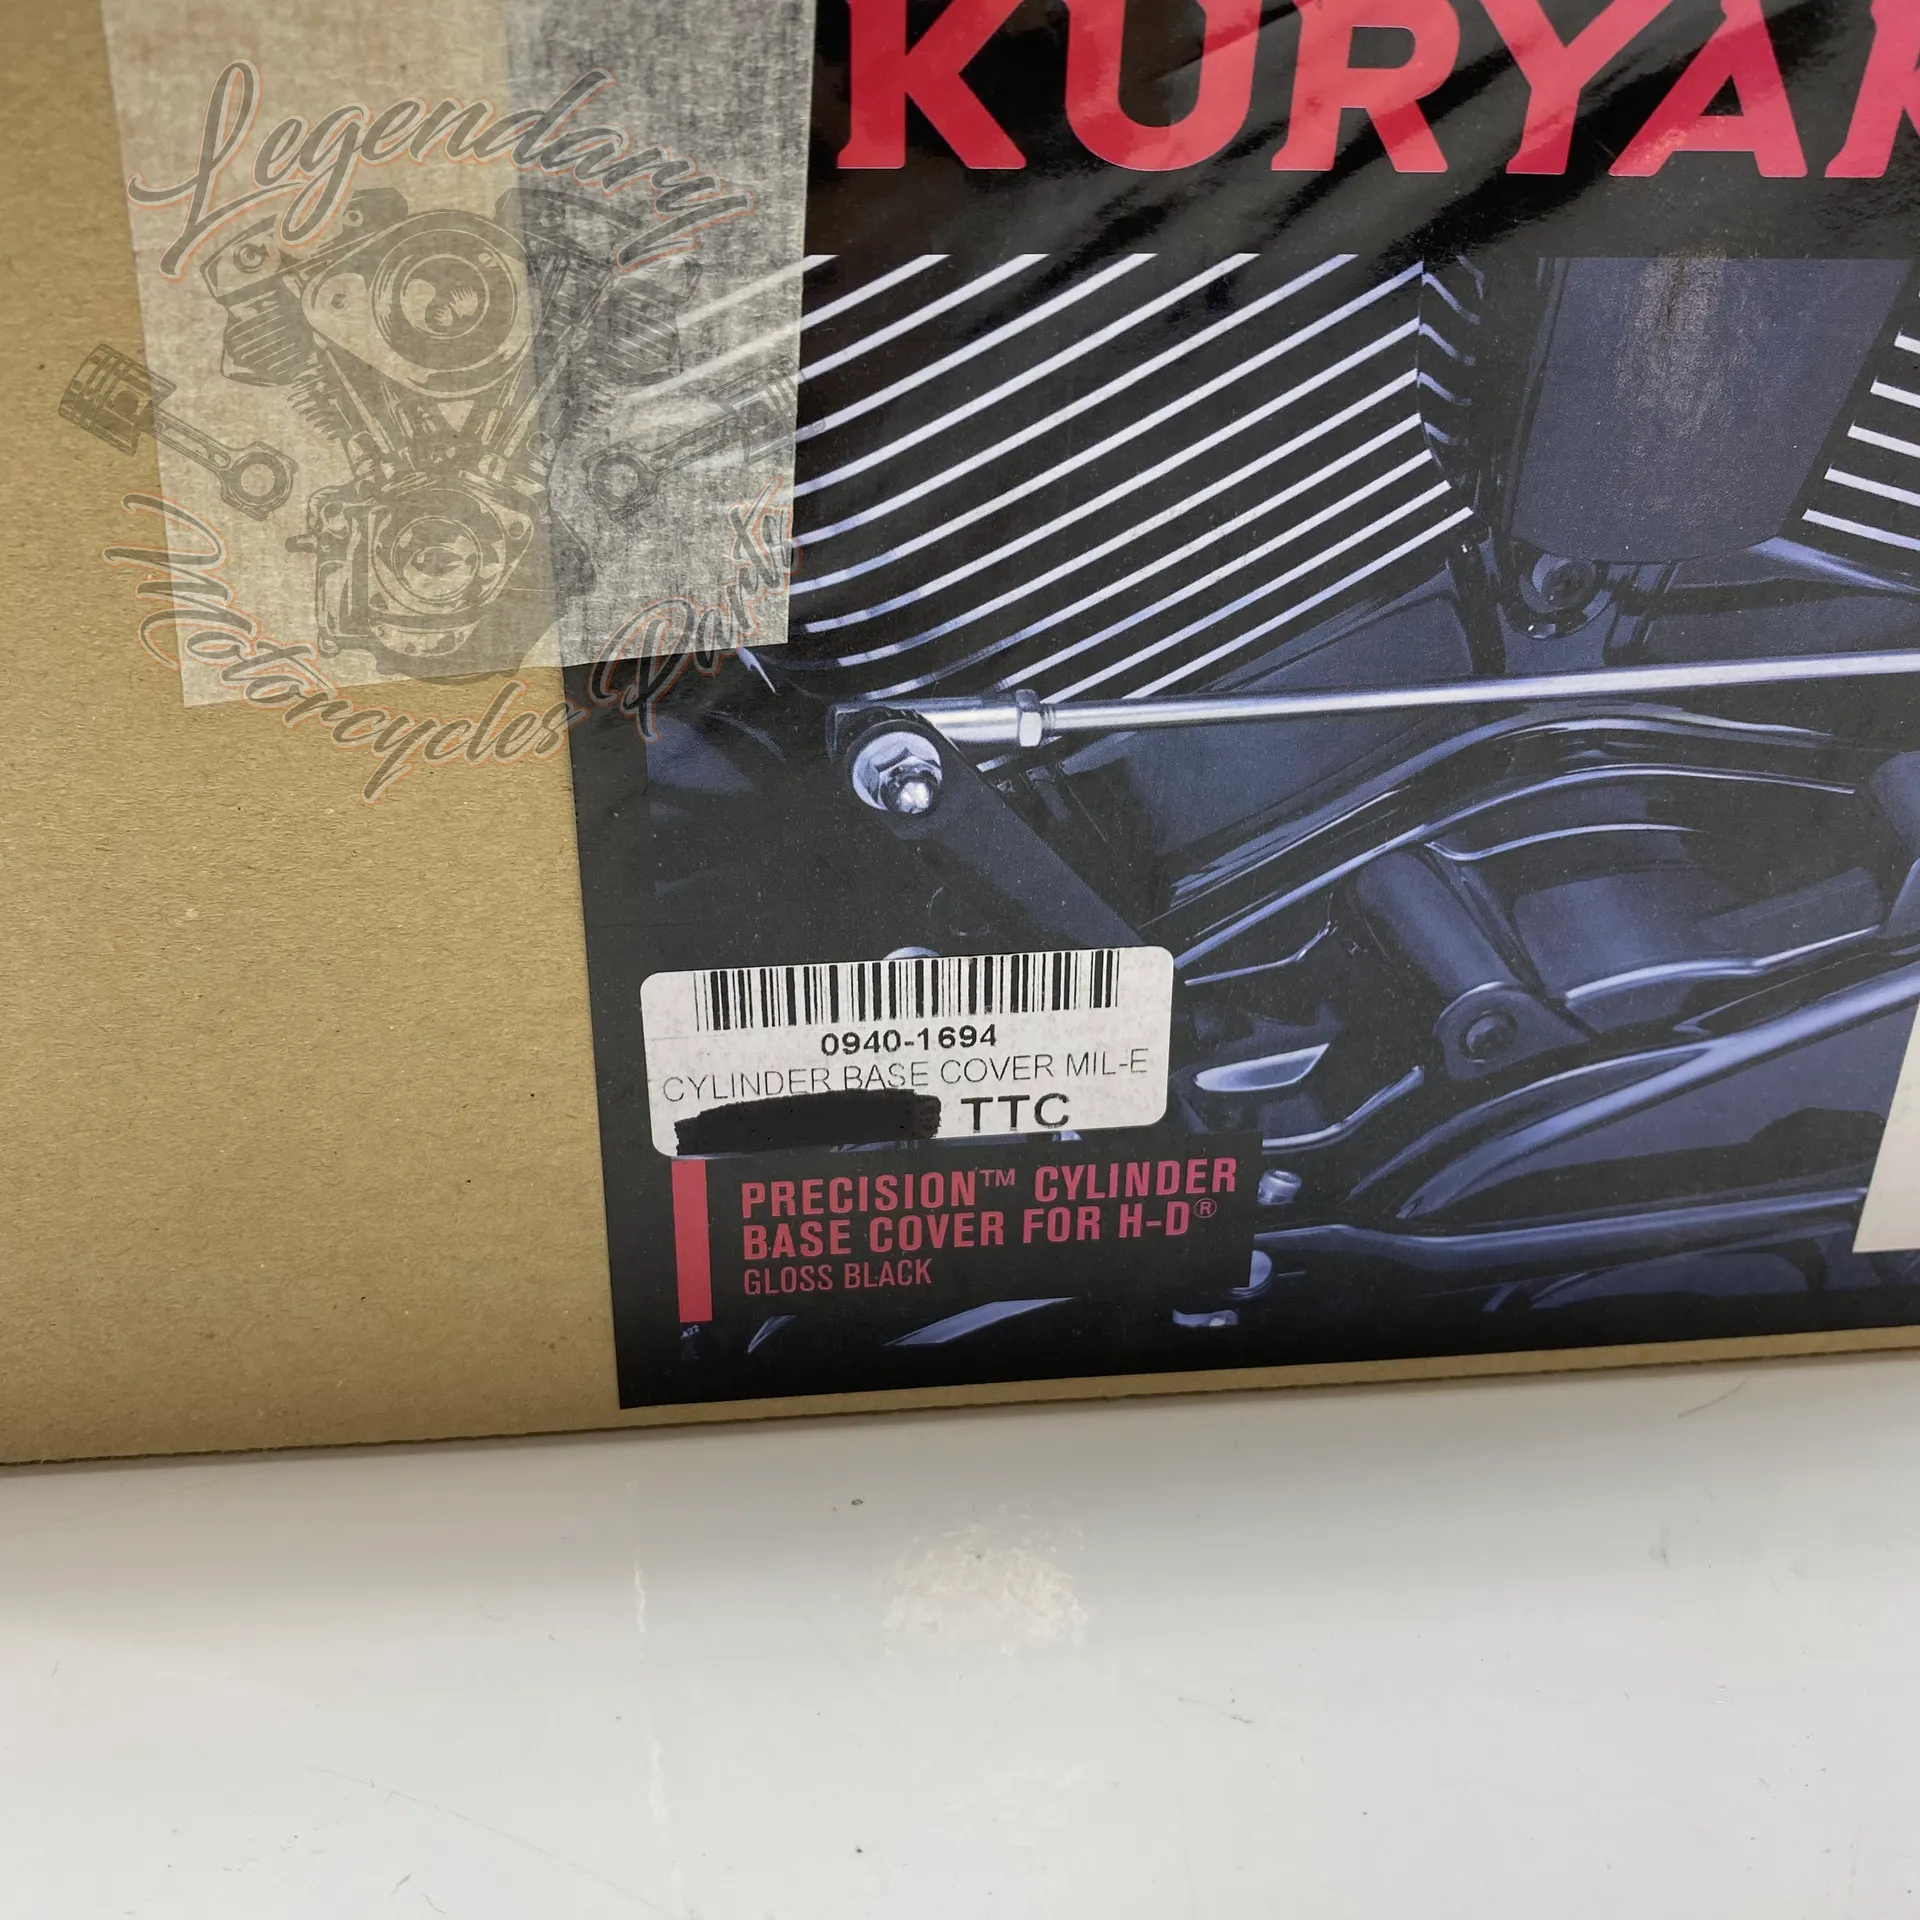 KURYAK
Legendary
Motorcycles Parts
0940-1694
CYLINDER BASE COVER MIL-E
TTC
PRECISION™ CYLINDER
BASE COVER FOR H-D®
GLOSS BLACK